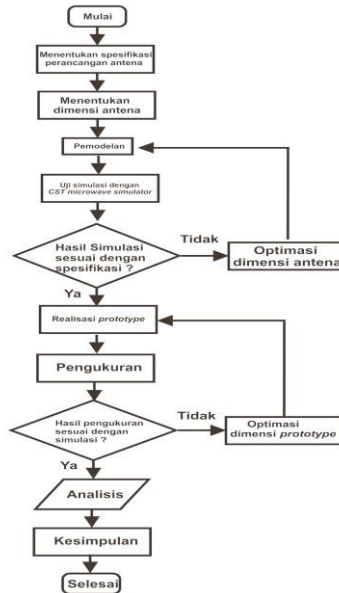 Mulai
Menentukan spesifikasi
perancangan antena
Menentukan
dimensi antena
Pemodelan
Uji simulasi dengan
CST microwave simulator
Hasil Simulasi
sesuai dengan
spesifikasi ?
Tidak
Optimasi
dimensi antena
Ya
Realisasi prototype
Pengukuran
Hasil pengukuran
sesuai dengan
simulasi ?
Tidak
Optimasi
dimensi prototype
Ya
Analisis
Kesimpulan
Selesai